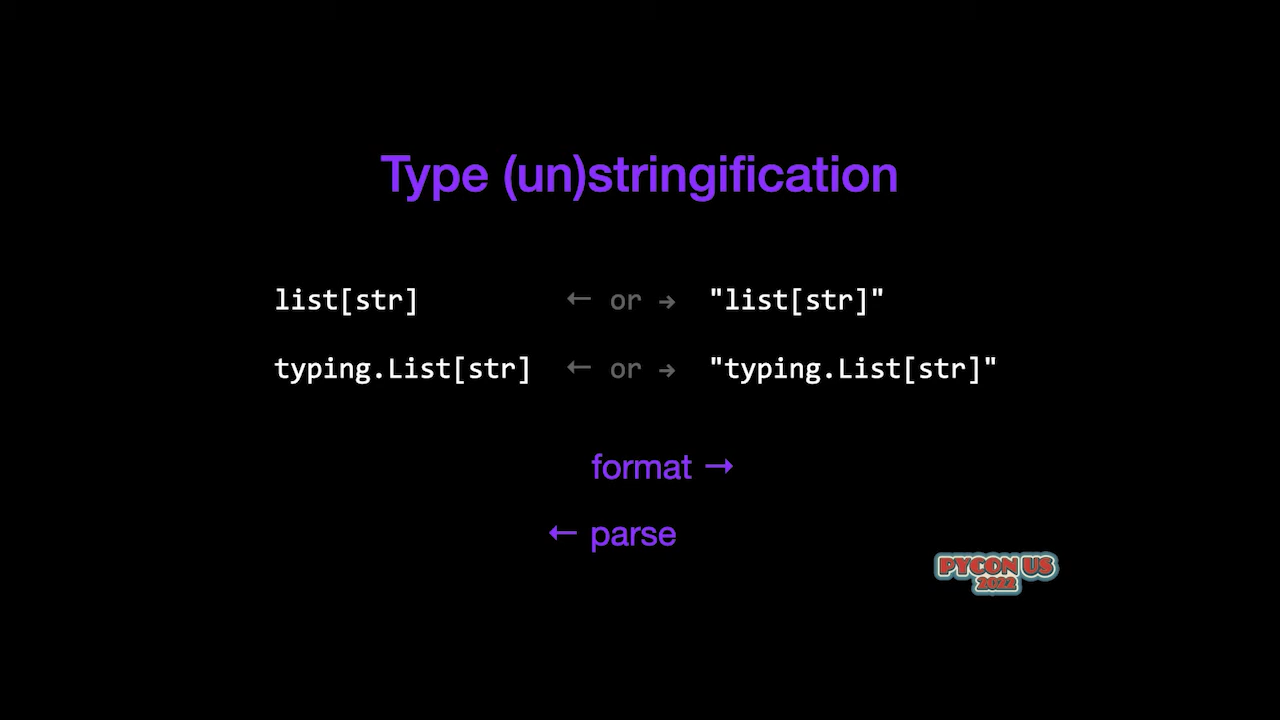 Type (un)stringification
list[str] ← or → "list[str]"
typing.List[str] ← or → "typing.List[str]"
format →
← parse
PYCON US
2022